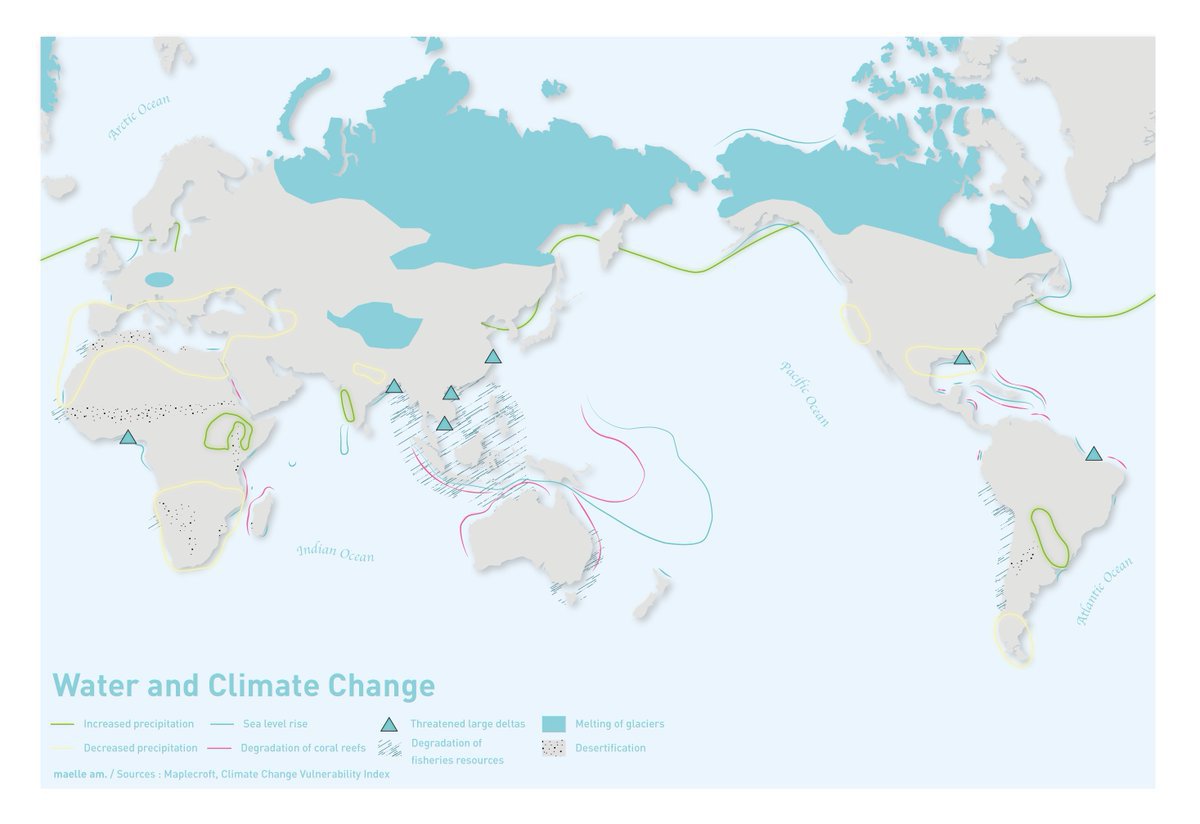 Arctic Ocean
Pacific Ocean
Indian Ocean
Atlantic Ocean
Water and Climate Change
Increased precipitation
Sea level rise
Threatened large deltas
Melting of glaciers
Decreased precipitation
Degradation of coral reefs
Degradation of
fisheries resources
Desertification
maelle am. / Sources : Maplecroft, Climate Change Vulnerability Index